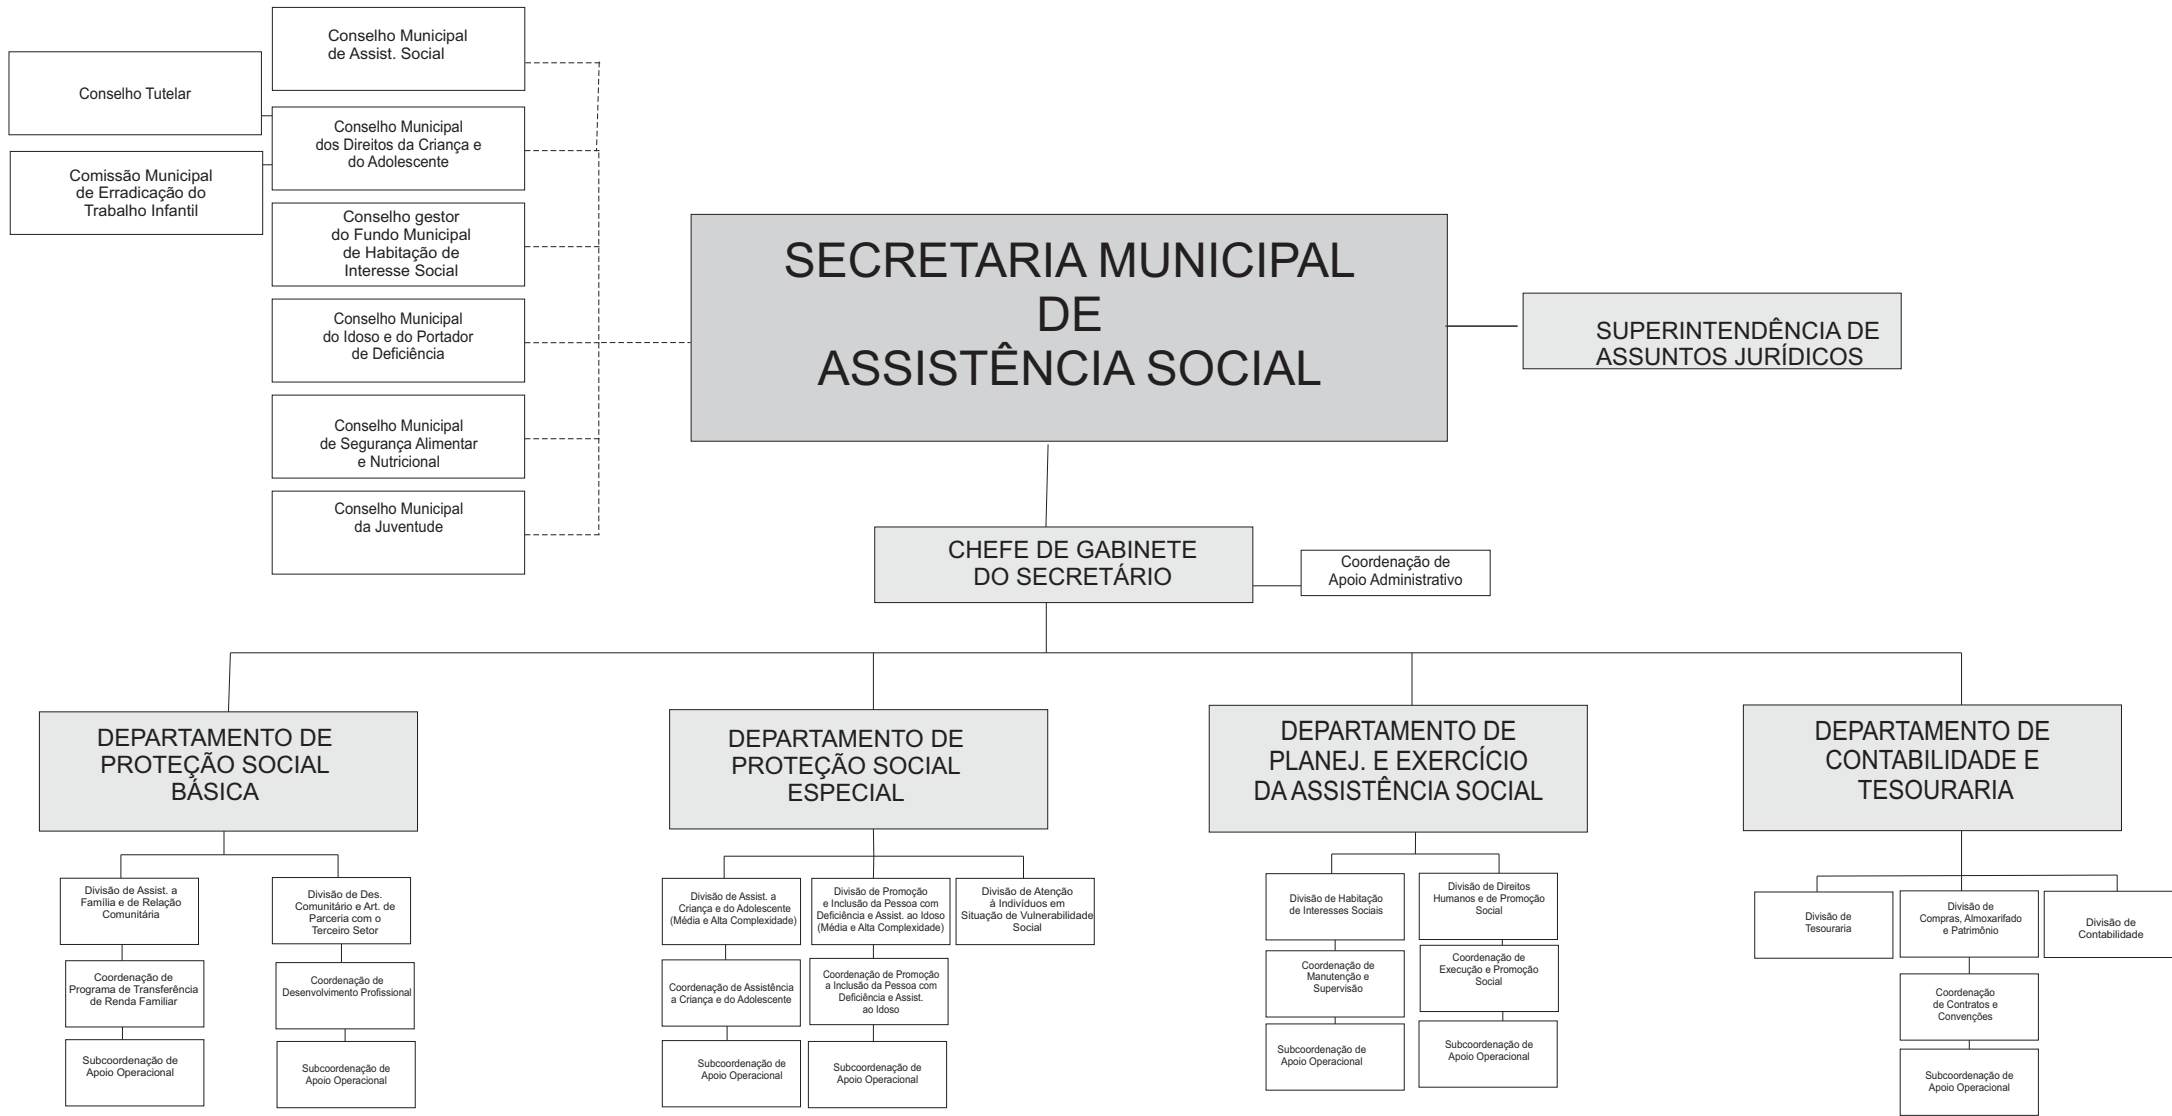 Conselho Municipal
de Assist. Social
Conselho Tutelar
Conselho Municipal
dos Direitos da Criança e
do Adolescente
Comissão Municipal
de Erradicação do
Trabalho Infantil
Conselho gestor
do Fundo Municipal
de Habitação de
Interesse Social
Conselho Municipal
do Idoso e do Portador
de Deficiência
Conselho Municipal
de Segurança Alimentar
e Nutricional
Conselho Municipal
da Juventude
SECRETARIA MUNICIPAL
DE
ASSISTÊNCIA SOCIAL
SUPERINTENDÊNCIA DE
ASSUNTOS JURÍDICOS
CHEFE DE GABINETE
DO SECRETÁRIO
Coordenação de
Apoio Administrativo
DEPARTAMENTO DE
PROTEÇÃO SOCIAL
BÁSICA
DEPARTAMENTO DE
PROTEÇÃO SOCIAL
ESPECIAL
DEPARTAMENTO DE
PLANEJ. E EXERCÍCIO
DA ASSISTÊNCIA SOCIAL
DEPARTAMENTO DE
CONTABILIDADE E
TESOURARIA
Divisão de Assist. a
Família e de Relação
Comunitária
Divisão de Des.
Comunitário e Art. de
Parceria com o
Terceiro Setor
Divisão de Assist. a
Criança e do Adolescente
(Média e Alta Complexidade)
Divisão de Promoção
e Inclusão da Pessoa com
Deficiência e Assist. ao Idoso
(Média e Alta Complexidade)
Divisão de Atenção
à Indivíduos em
Situação de Vulnerabilidade
Social
Divisão de Habitação
de Interesses Sociais
Divisão de Direitos
Humanos e de Promoção
Social
Divisão de
Tesouraria
Divisão de
Compras, Almoxarifado
e Patrimônio
Divisão de
Contabilidade
Coordenação de
Programa de Transferência
de Renda Familiar
Coordenação de
Desenvolvimento Profissional
Coordenação de Assistência
a Criança e do Adolescente
Coordenação de Promoção
a Inclusão da Pessoa com
Deficiência e Assist.
ao Idoso
Coordenação de
Manutenção e
Supervisão
Coordenação de
Execução e Promoção
Social
Coordenação
de Contratos e
Convenções
Subcoordenação de
Apoio Operacional
Subcoordenação de
Apoio Operacional
Subcoordenação de
Apoio Operacional
Subcoordenação de
Apoio Operacional
Subcoordenação de
Apoio Operacional
Subcoordenação de
Apoio Operacional
Subcoordenação de
Apoio Operacional